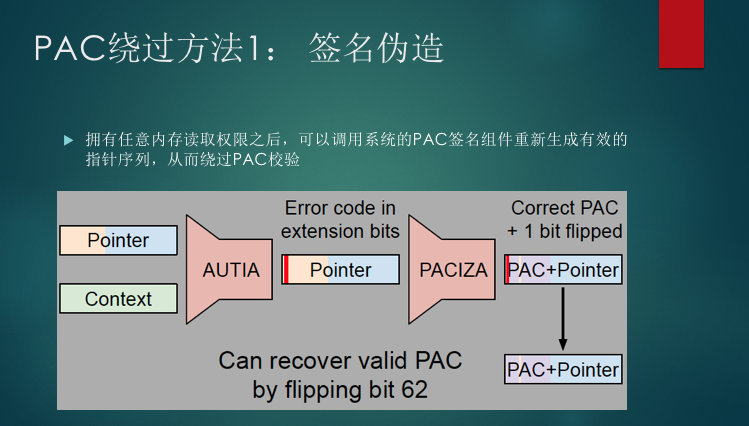 PAC绕过方法1： 签名伪造
拥有任意内存读取权限之后，可以调用系统的PAC签名组件重新生成有效的
指针序列，从而绕过PAC校验
Error code in
extension bits
Correct PAC
+ 1 bit flipped
Pointer
AUTIA
Pointer
PACIZA
PAC+Pointer
Context
Can recover valid PAC
by flipping bit 62
PAC+Pointer